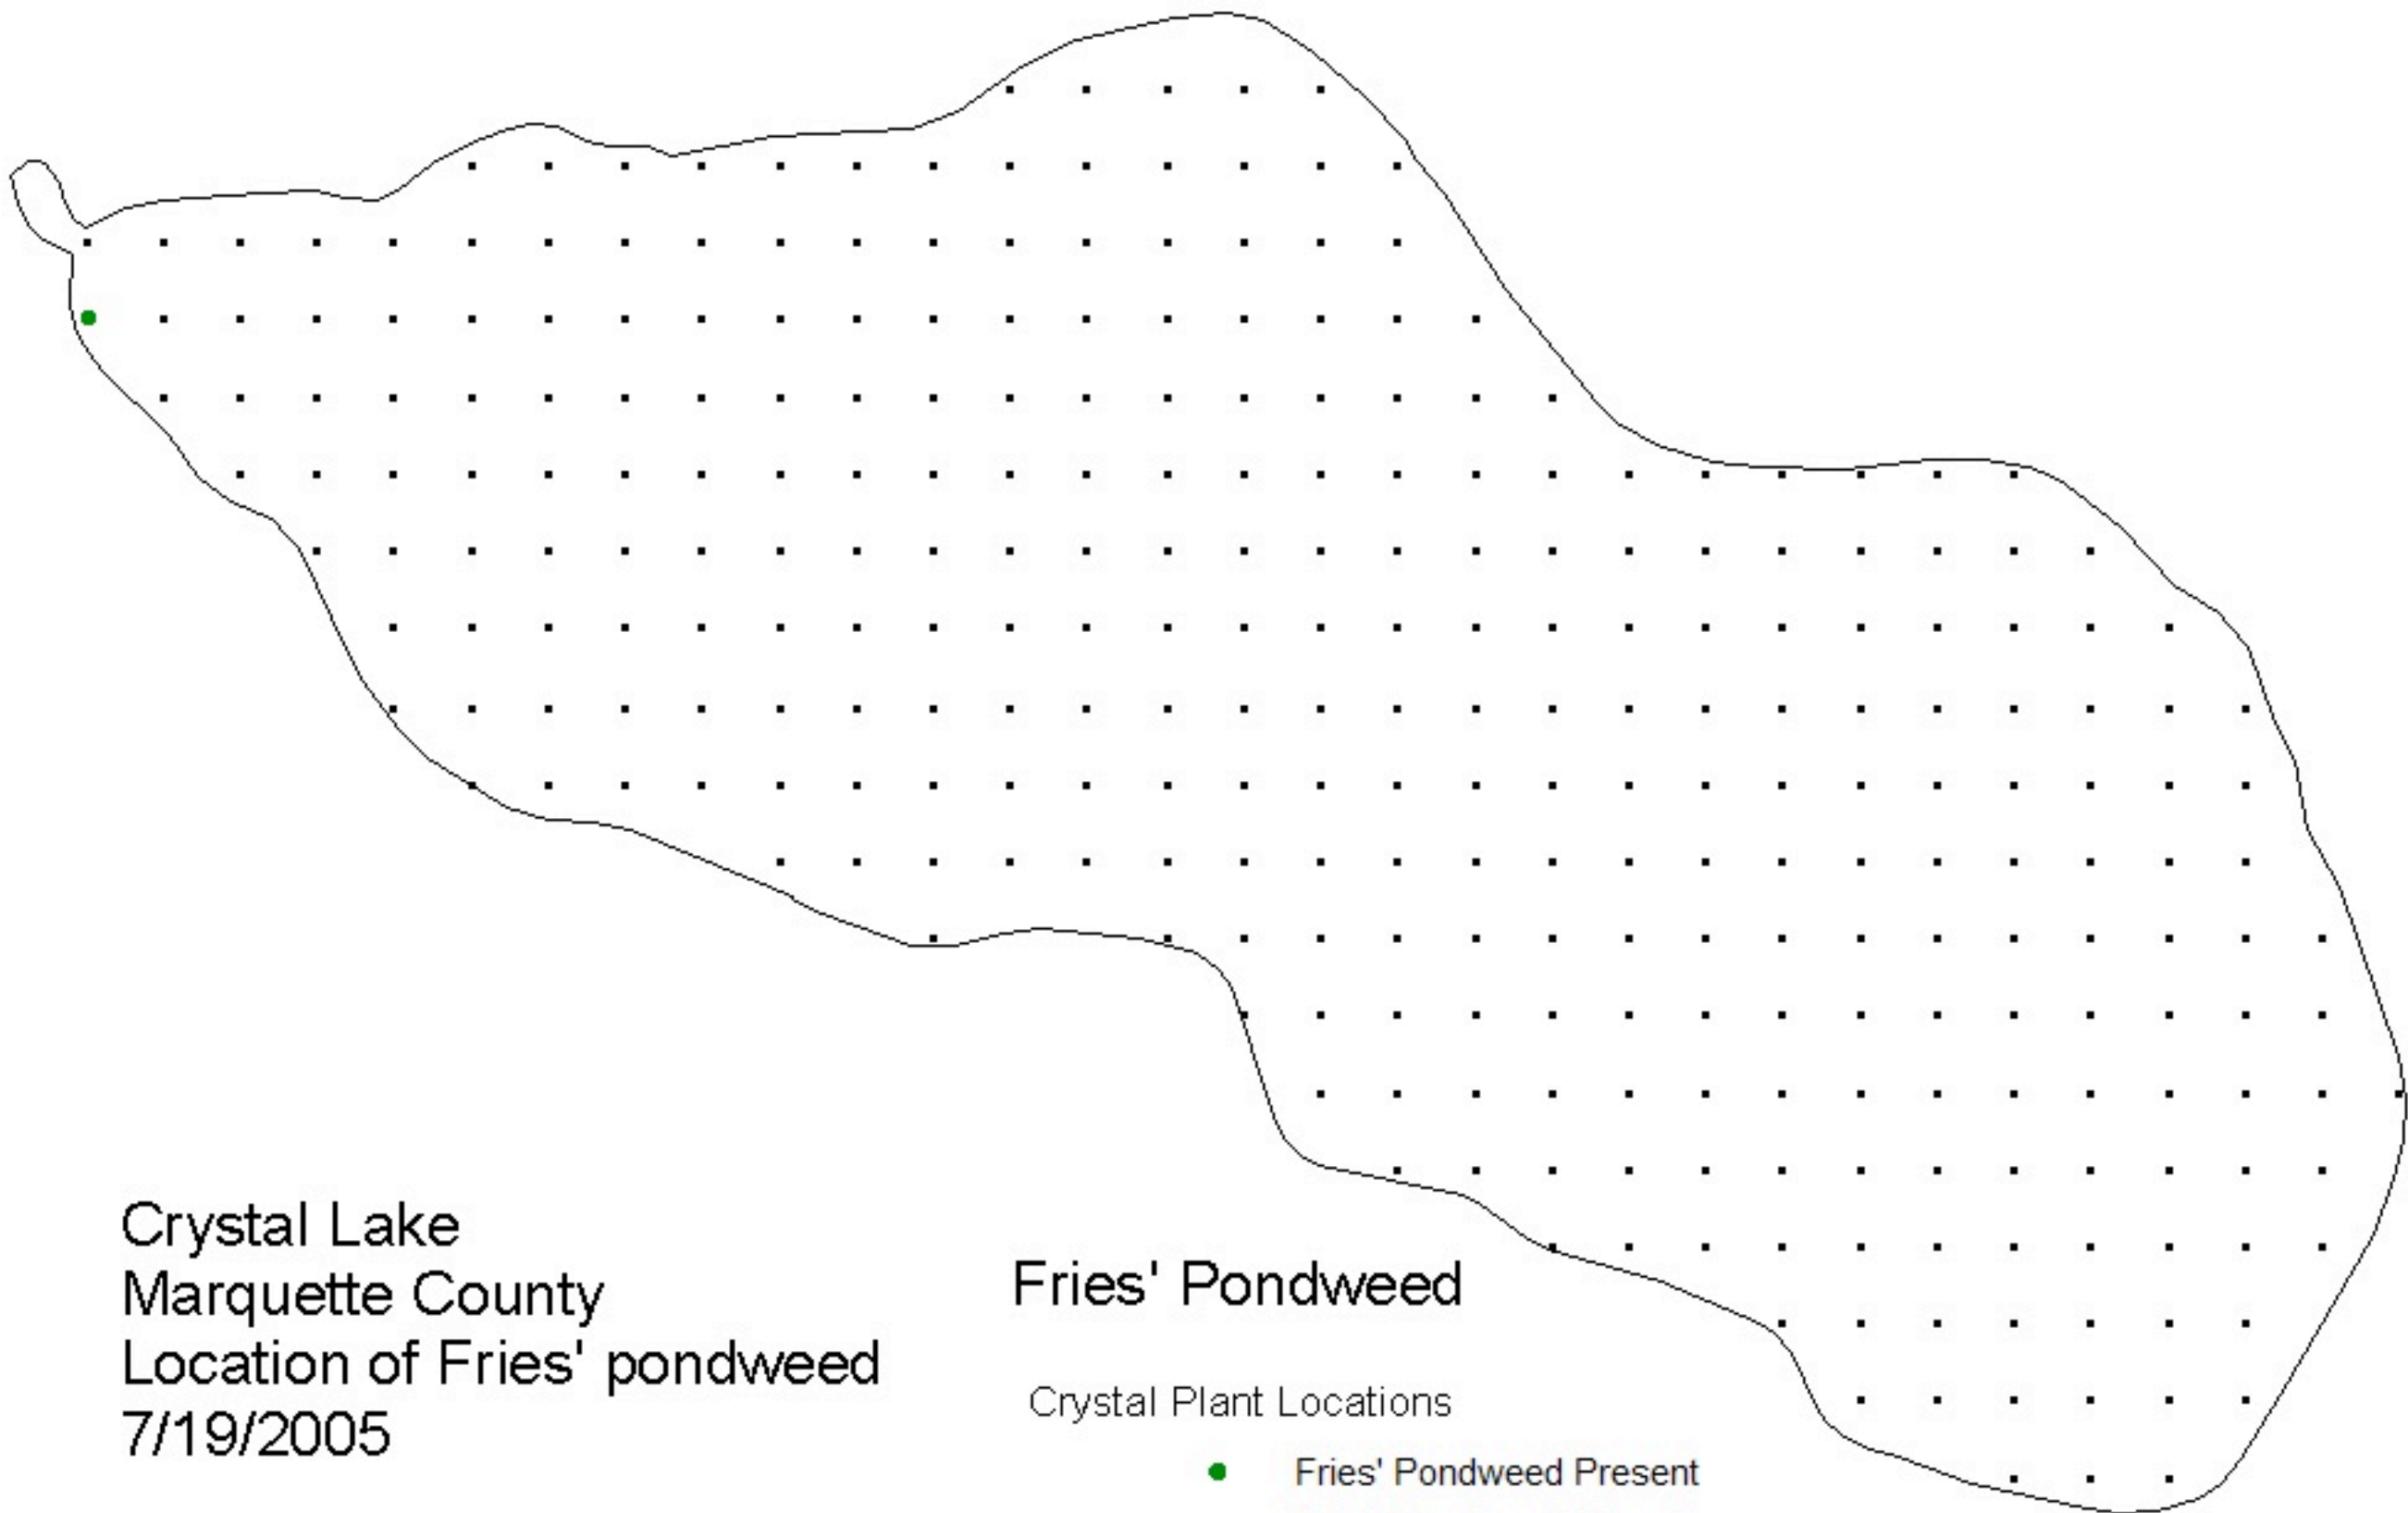 Crystal Lake
Marquette County
Location of Fries' pondweed
7/19/2005
Fries' Pondweed
Crystal Plant Locations
Fries' Pondweed Present